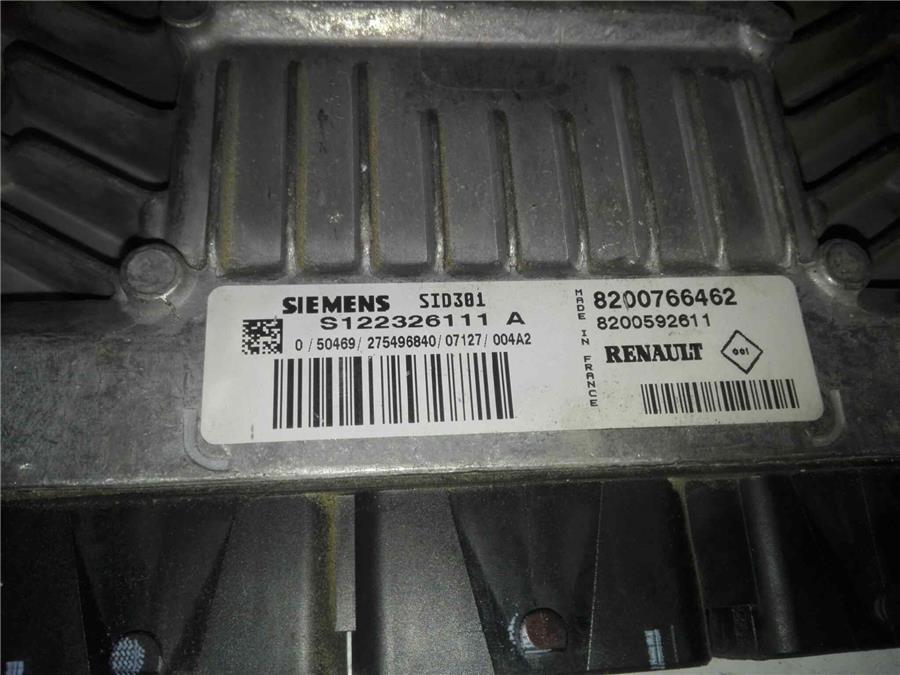 SIEMENS SID301
S122326111 A
0 / 50469 / 275496840 / 07127 / 004A2
MADE IN FRANCE
8200766462
8200592611
RENAULT